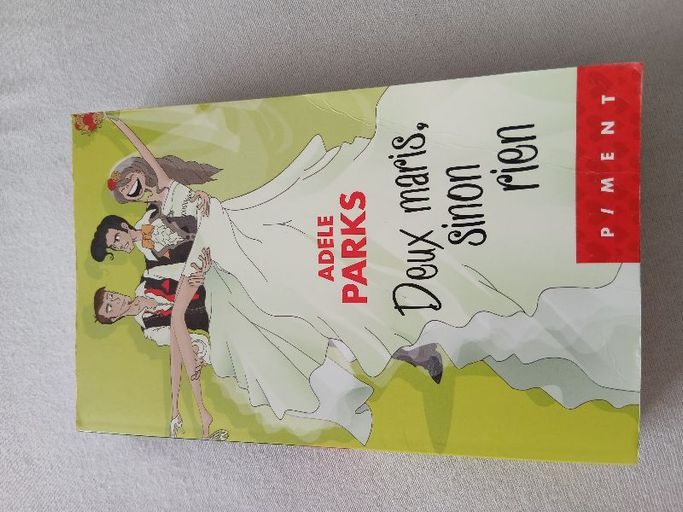 ADELE
PARKS
Deux maris,
sinon
rien
PIMENT